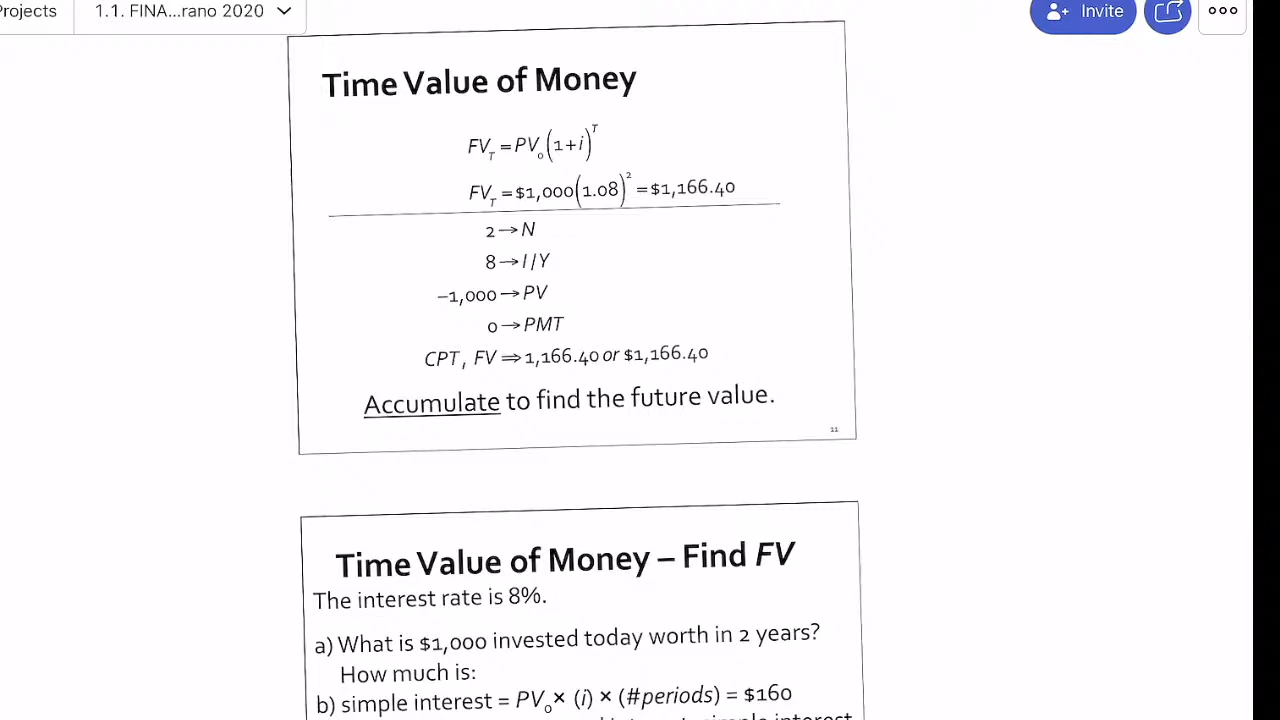 Projects
1.1. FINA...rano 2020
Invite
Time Value of Money
FV_T = PV_0 (1+i)^T
FV_T = $1,000(1.08)^2 = $1,166.40
2→N
8→I/Y
–1,000→PV
0→PMT
CPT, FV ⇒ 1,166.40 or $1,166.40
Accumulate to find the future value.
11
Time Value of Money – Find FV
The interest rate is 8%.
a) What is $1,000 invested today worth in 2 years?
How much is:
b) simple interest = PV_0 × (i) × (#periods) = $160
simple interest